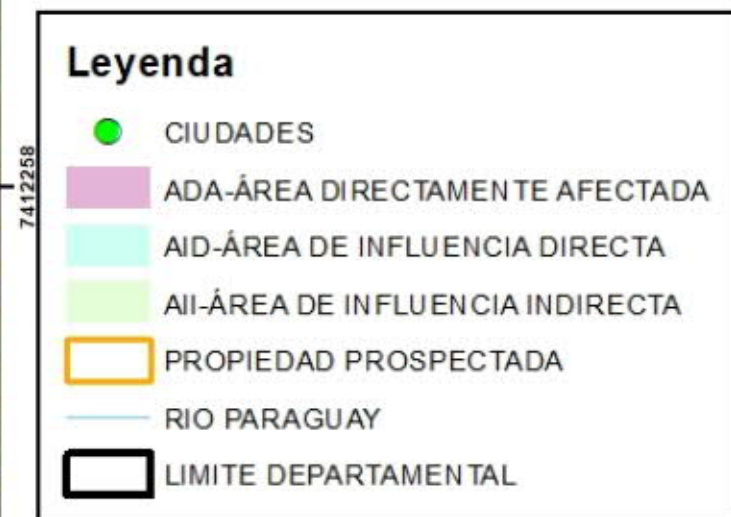 Leyenda
CIUDADES
7412258
ADA-ÁREA DIRECTAMENTE AFECTADA
AID-ÁREA DE INFLUENCIA DIRECTA
AII-ÁREA DE INFLUENCIA INDIRECTA
PROPIEDAD PROSPECTADA
RIO PARAGUAY
LIMITE DEPARTAMENTAL